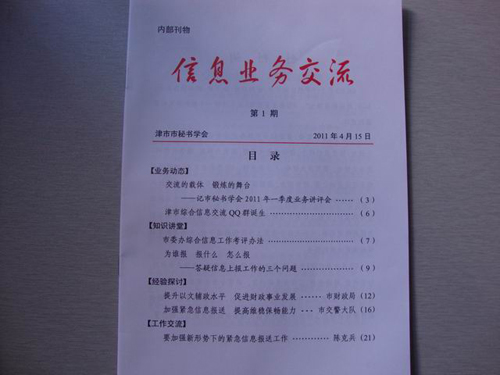 内部刊物
信息业务交流
第1期
津市市秘书学会 2011年4月15日
目录
【业务动态】
交流的载体 锻炼的舞台
——记市秘书学会2011年一季度业务讲评会 ······ (3)
津市综合信息交流QQ群诞生 ························ (6)
【知识讲堂】
市委办综合信息工作考评办法 ························ (7)
为谁报 报什么 怎么报
——答疑信息上报工作的三个问题 ················ (9)
【经验探讨】
提升以文辅政水平 促进财政事业发展 ······ 市财政局(12)
加强紧急信息报送 提高维稳保畅能力 ···市交警大队(16)
【工作交流】
要加强新形势下的紧急信息报送工作 ············ 陈克兵(21)